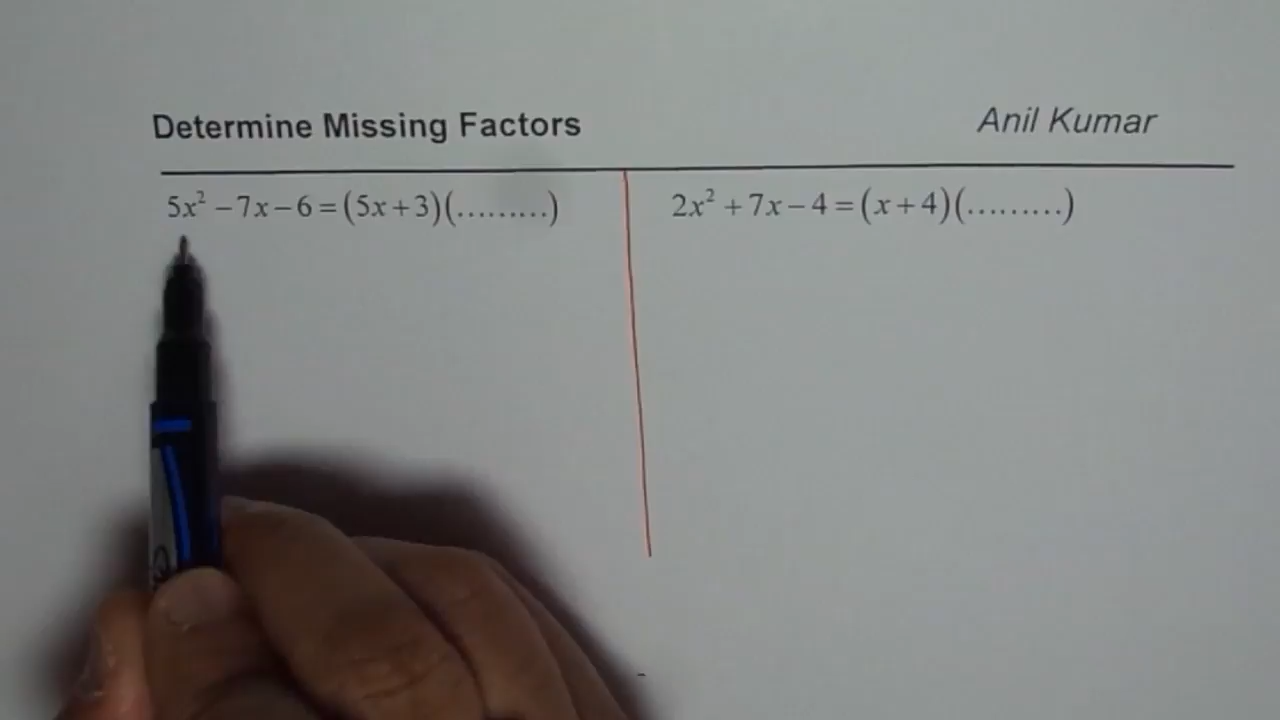 Determine Missing Factors Anil Kumar
5x² − 7x − 6 = (5x + 3)(.........) 2x² + 7x − 4 = (x + 4)(.........)